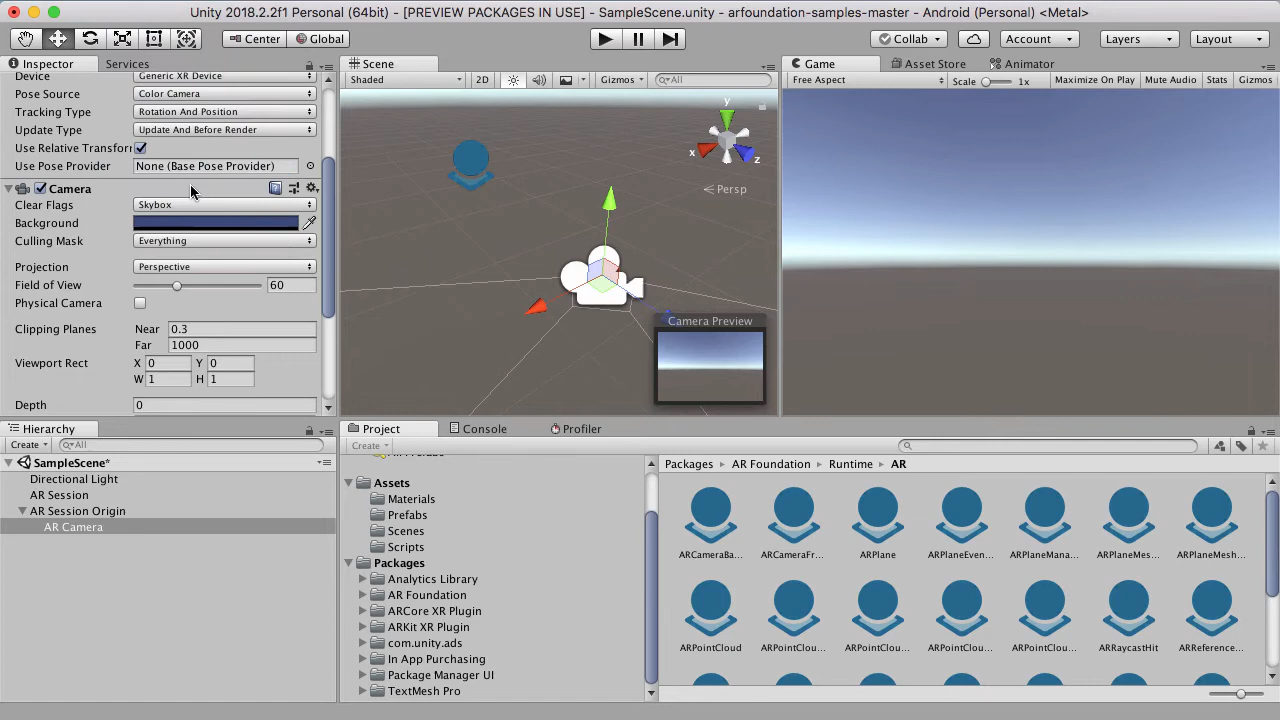 Unity 2018.2.2f1 Personal (64bit) - [PREVIEW PACKAGES IN USE] - SampleScene.unity - arfoundation-samples-master - Android (Personal) <Metal>
Center Global Collab Account Layers Layout
Inspector Services
Device Generic XR Device
Pose Source Color Camera
Tracking Type Rotation And Position
Update Type Update And Before Render
Use Relative Transforr
Use Pose Provider None (Base Pose Provider)
Camera
Clear Flags Skybox
Background
Culling Mask Everything
Projection Perspective
Field of View 60
Physical Camera
Clipping Planes Near 0.3
Far 1000
Viewport Rect X 0 Y 0
W 1 H 1
Depth 0
Scene
Shaded 2D Gizmos All
y
x
z
Persp
Camera Preview
Game Asset Store Animator
Free Aspect Scale 1x Maximize On Play Mute Audio Stats Gizmos
Hierarchy
Create All
SampleScene*
Directional Light
AR Session
AR Session Origin
AR Camera
Project Console Profiler
Create
Assets
Materials
Prefabs
Scenes
Scripts
Packages
Analytics Library
AR Foundation
ARCore XR Plugin
ARKit XR Plugin
com.unity.ads
In App Purchasing
Package Manager UI
TextMesh Pro
Packages AR Foundation Runtime AR
ARCameraBa... ARCameraFr... ARPlane ARPlaneEven... ARPlaneMana... ARPlaneMes... ARPlaneMesh...
ARPointCloud ARPointClou... ARPointClou... ARPointClou... ARPointClou... ARRaycastHit ARReference...